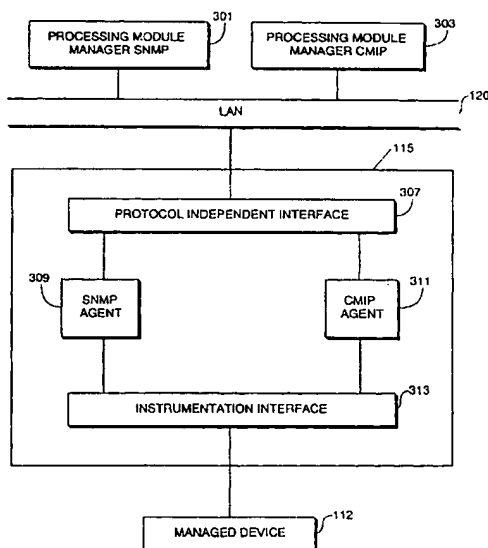 PROCESSING MODULE
MANAGER SNMP
301
PROCESSING MODULE
MANAGER CMIP
303
LAN
120
115
PROTOCOL INDEPENDENT INTERFACE
307
309
SNMP
AGENT
CMIP
AGENT
311
INSTRUMENTATION INTERFACE
313
MANAGED DEVICE
112